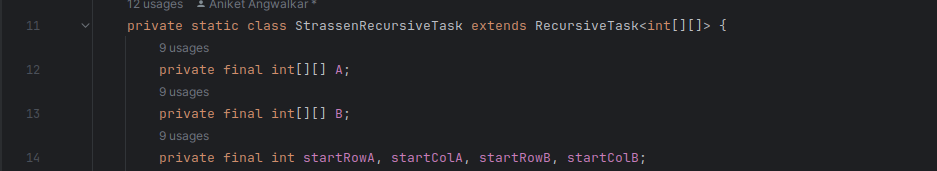 12 usages Aniket Angwalkar *
11 private static class StrassenRecursiveTask extends RecursiveTask<int[][]> {
9 usages
12 private final int[][] A;
9 usages
13 private final int[][] B;
9 usages
14 private final int startRowA, startColA, startRowB, startColB;